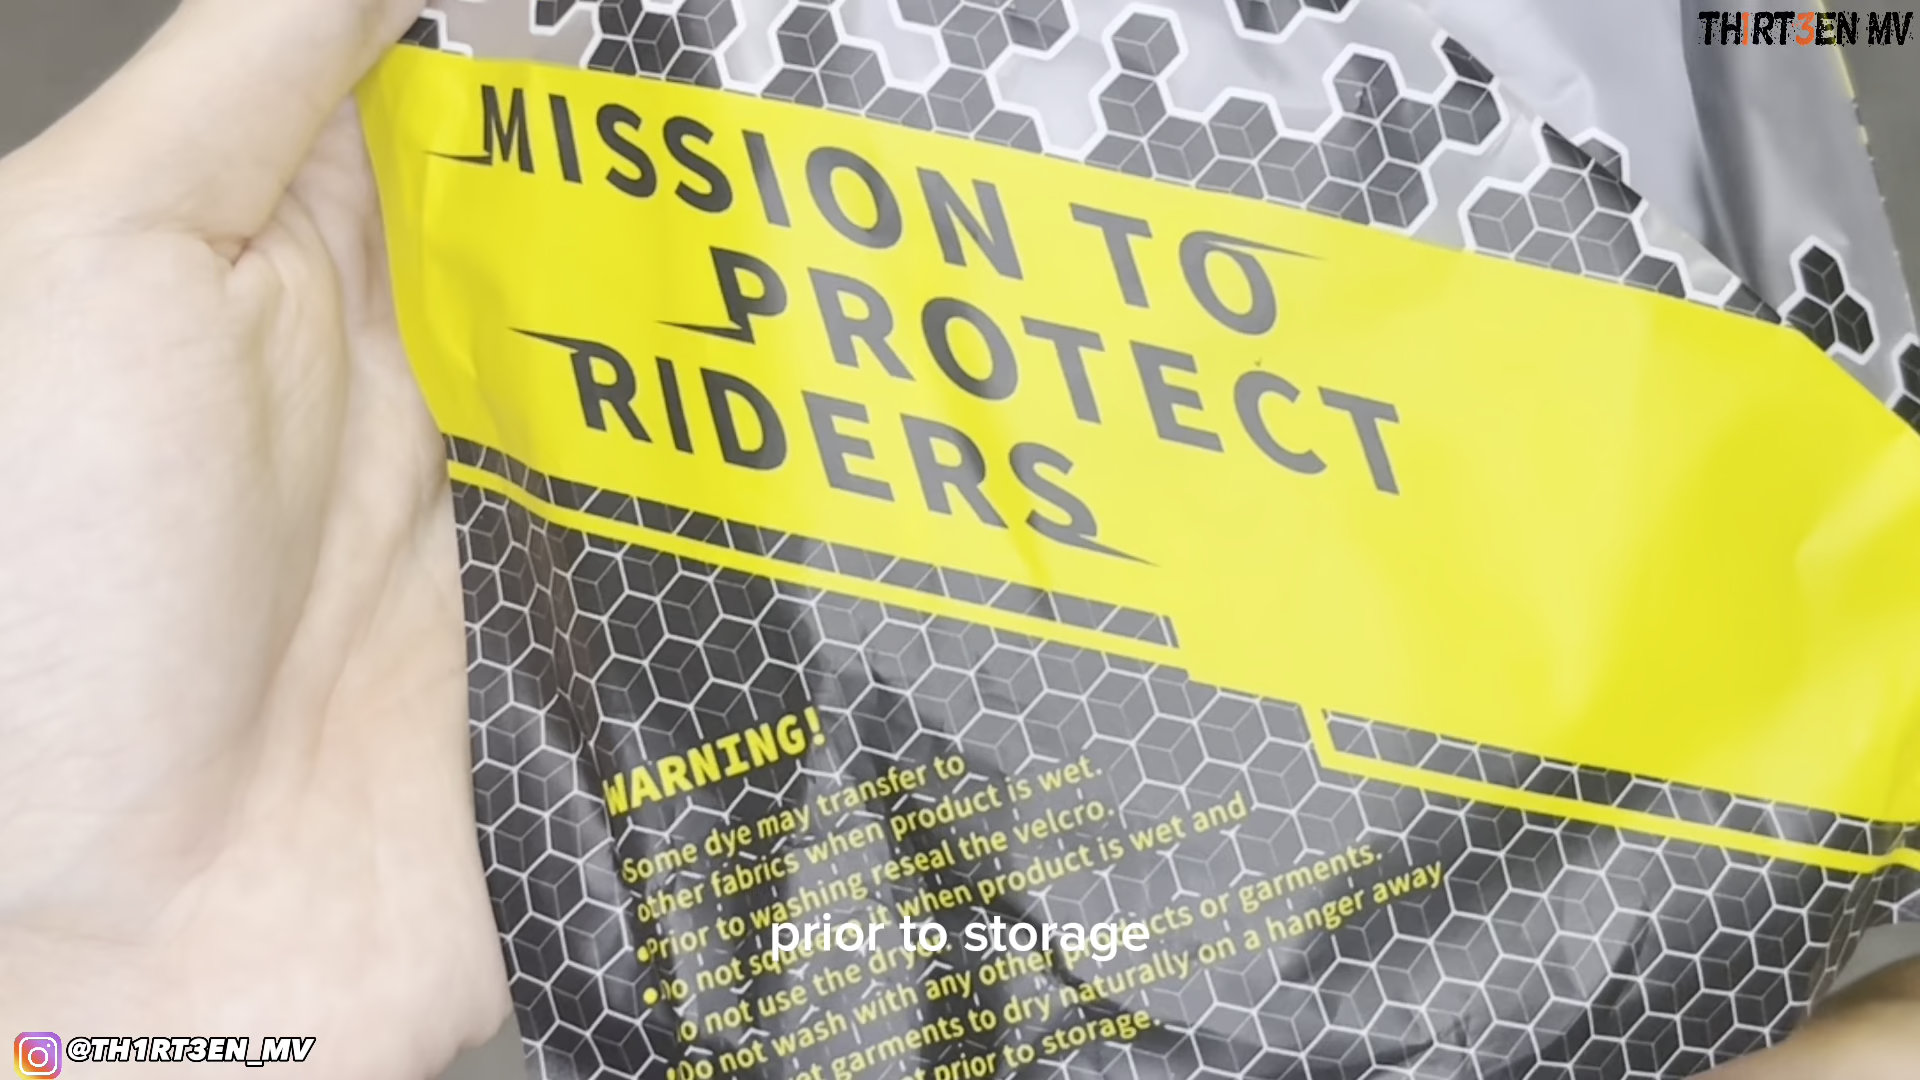 TH1RT3EN MV
MISSION TO
PROTECT
RIDERS
WARNING!
Some dye may transfer to
other fabrics when product is wet.
•Prior to washing reseal the velcro.
•Do not squeeze it when product is wet and
do not use the dryer.
•Do not wash with any other products or garments.
garments to dry naturally on a hanger away
prior to storage.
prior to storage
@TH1RT3EN_MV